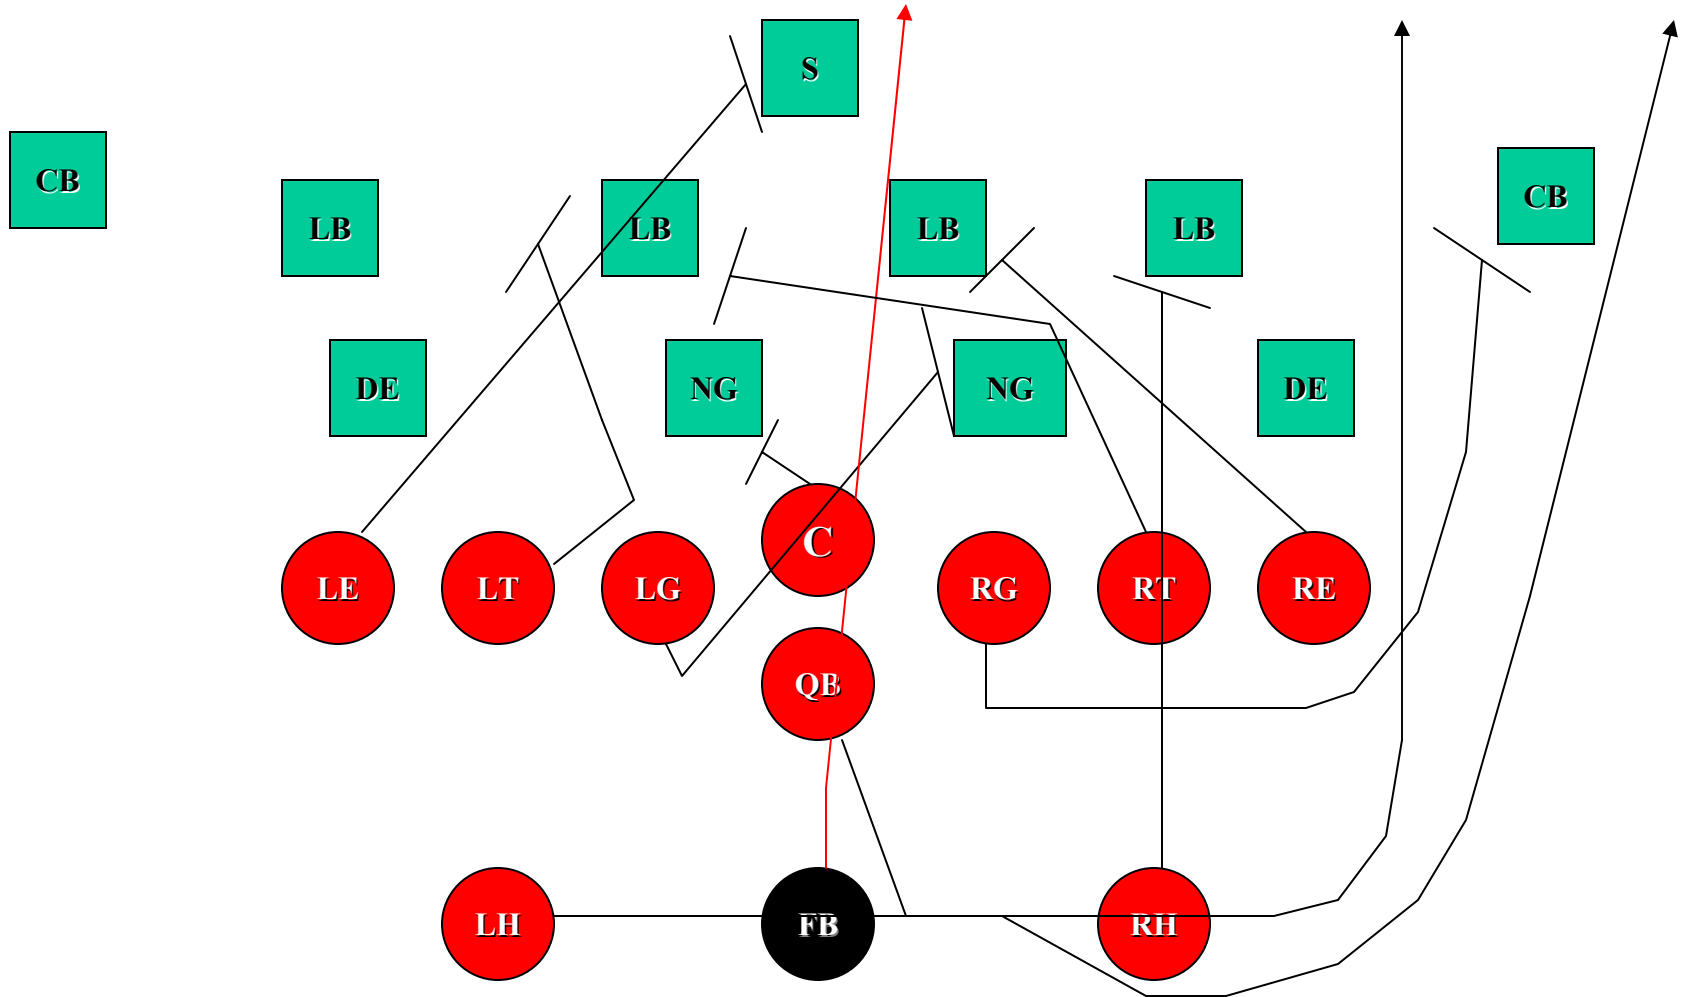 S
CB
CB
LB
LB
LB
LB
DE
NG
NG
DE
C
LE
LT
LG
RG
RT
RE
QB
LH
FB
RH